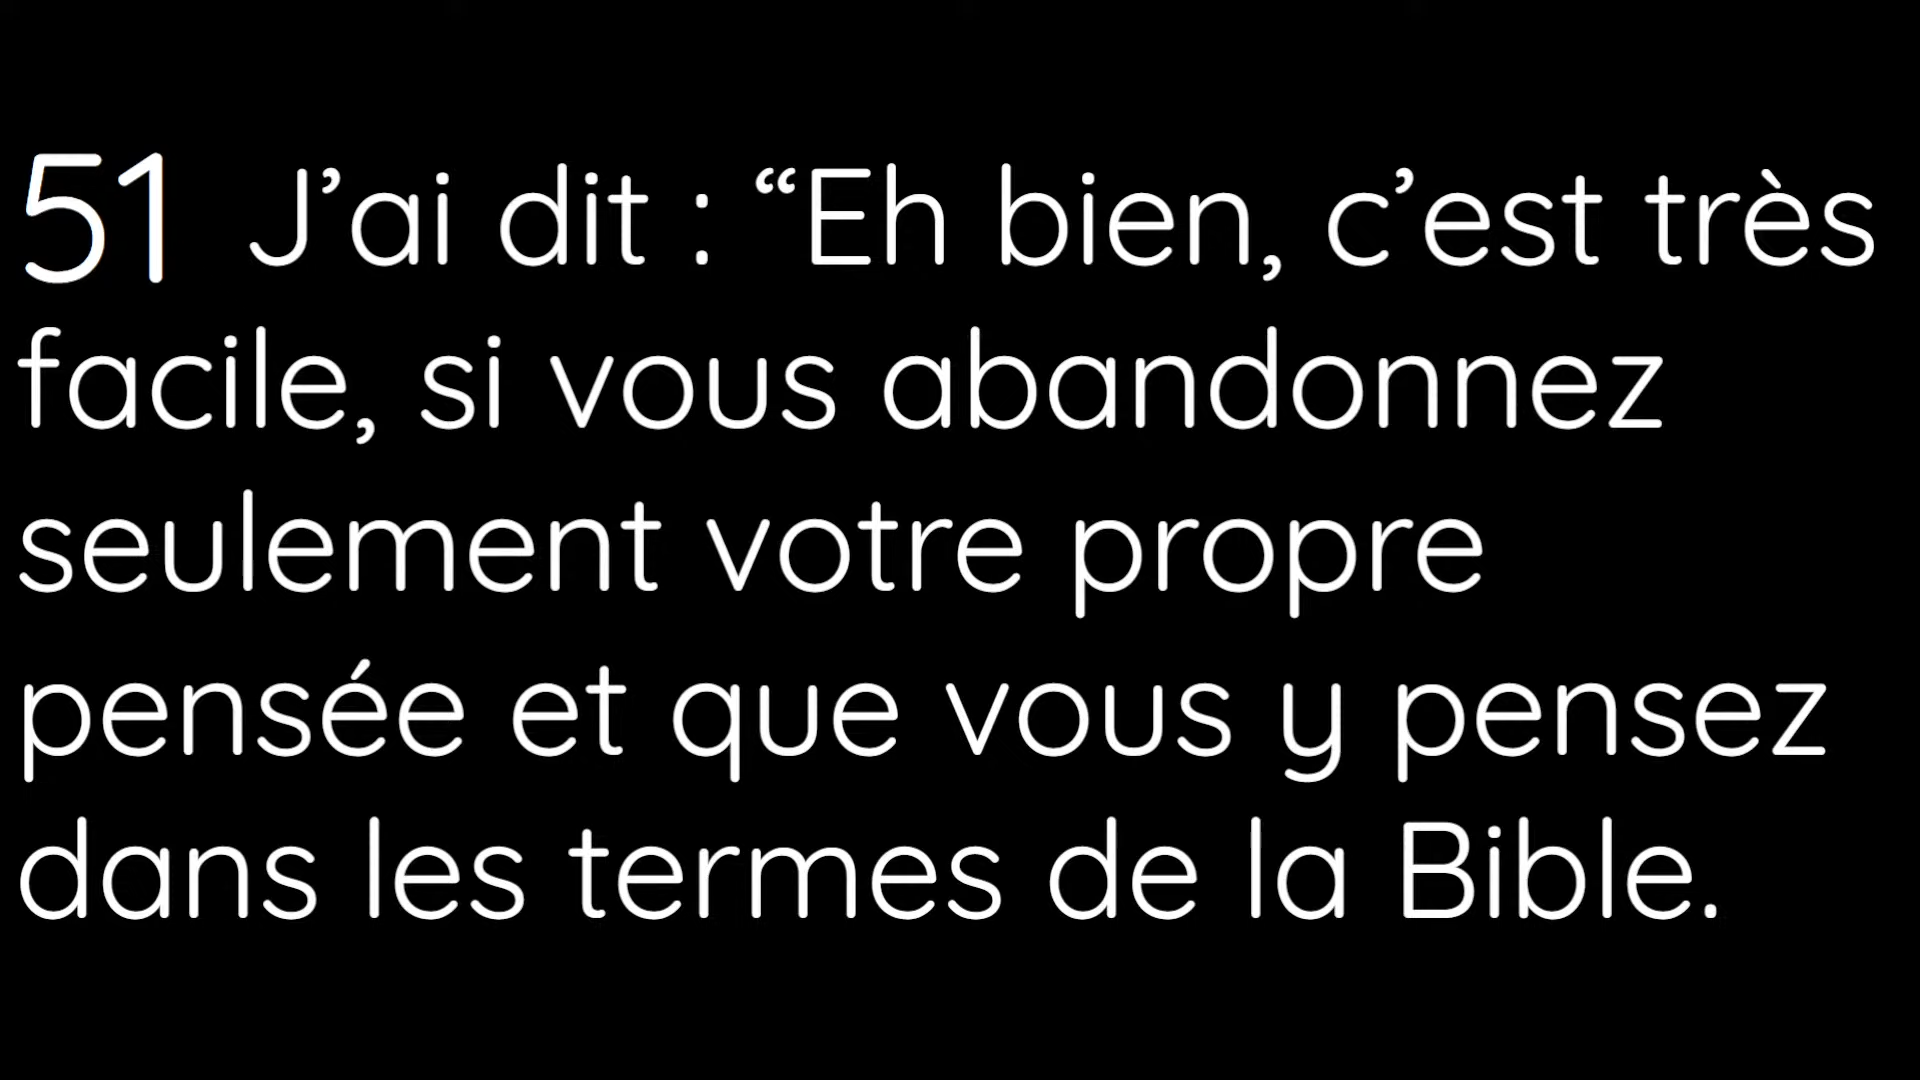 51 J’ai dit : “Eh bien, c’est très
facile, si vous abandonnez
seulement votre propre
pensée et que vous y pensez
dans les termes de la Bible.